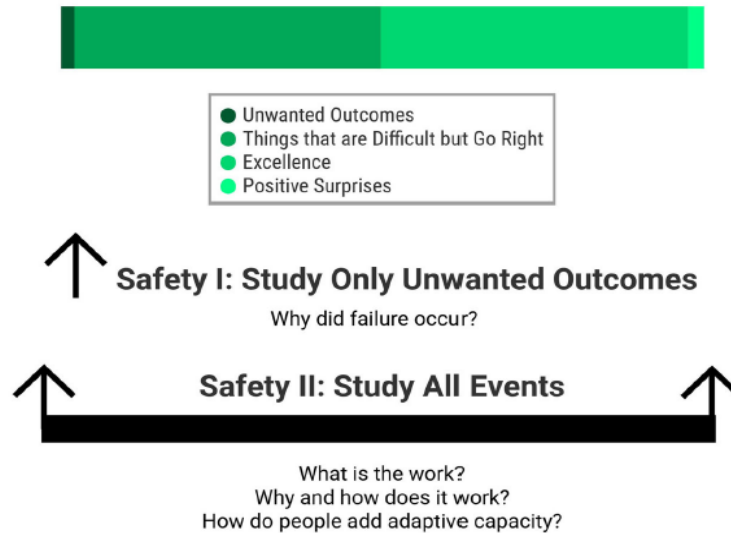 Unwanted Outcomes
Things that are Difficult but Go Right
Excellence
Positive Surprises
Safety I: Study Only Unwanted Outcomes
Why did failure occur?
Safety II: Study All Events
What is the work?
Why and how does it work?
How do people add adaptive capacity?